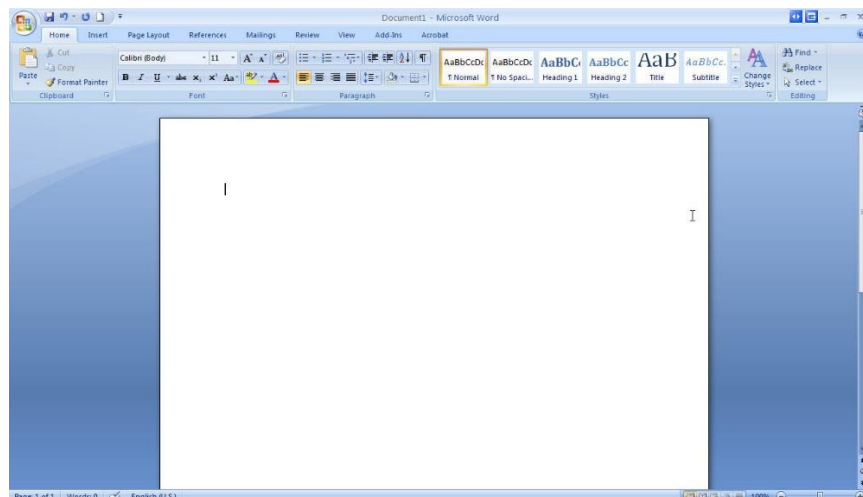 Document1 - Microsoft Word
Home Insert Page Layout References Mailings Review View Add-Ins Acrobat
Paste
Cut
Copy
Format Painter
Clipboard
Calibri (Body) 11
B I U abc x, x' Aa A
Font
Paragraph
AaBbCcDc AaBbCcDc AaBbC AaBbCc AaB AaBbCc.
¶ Normal ¶ No Spaci... Heading 1 Heading 2 Title Subtitle
Change Styles
Styles
Find
Replace
Select
Editing
Page: 1 of 1 Words: 0 English (U.S.) 100%